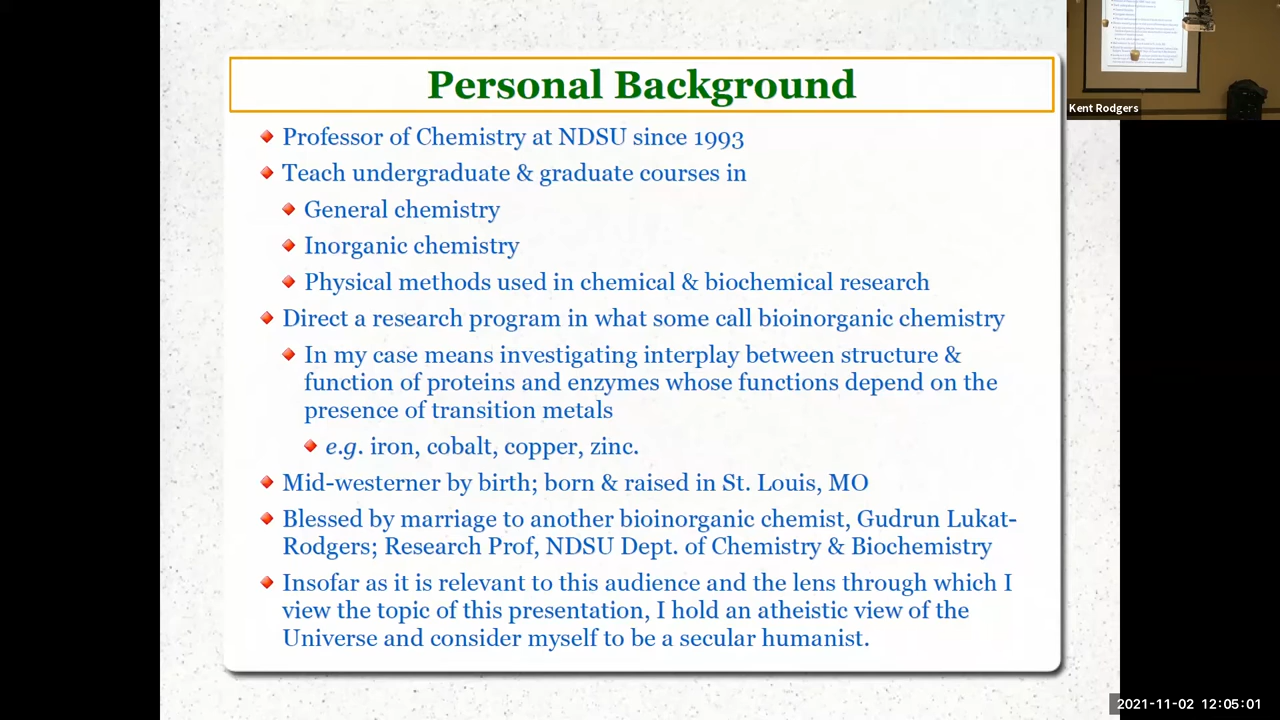 Personal Background
Professor of Chemistry at NDSU since 1993
Teach undergraduate & graduate courses in
General chemistry
Inorganic chemistry
Physical methods used in chemical & biochemical research
Direct a research program in what some call bioinorganic chemistry
In my case means investigating interplay between structure &
function of proteins and enzymes whose functions depend on the
presence of transition metals
e.g. iron, cobalt, copper, zinc.
Mid-westerner by birth; born & raised in St. Louis, MO
Blessed by marriage to another bioinorganic chemist, Gudrun Lukat-
Rodgers; Research Prof, NDSU Dept. of Chemistry & Biochemistry
Insofar as it is relevant to this audience and the lens through which I
view the topic of this presentation, I hold an atheistic view of the
Universe and consider myself to be a secular humanist.
Kent Rodgers
2021-11-02 12:05:01